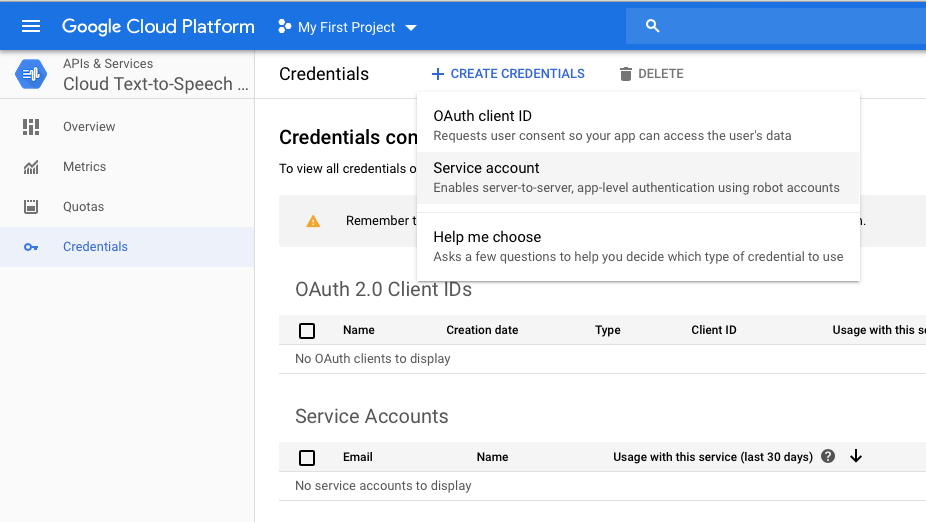 Google Cloud Platform
My First Project
APIs & Services
Cloud Text-to-Speech ...
Overview
Metrics
Quotas
Credentials
Credentials
CREATE CREDENTIALS
DELETE
OAuth client ID
Requests user consent so your app can access the user's data
Service account
Enables server-to-server, app-level authentication using robot accounts
Help me choose
Asks a few questions to help you decide which type of credential to use
Credentials con
To view all credentials o
Remember t
n.
OAuth 2.0 Client IDs
Name Creation date Type Client ID Usage with this se
No OAuth clients to display
Service Accounts
Email Name Usage with this service (last 30 days) ?
No service accounts to display